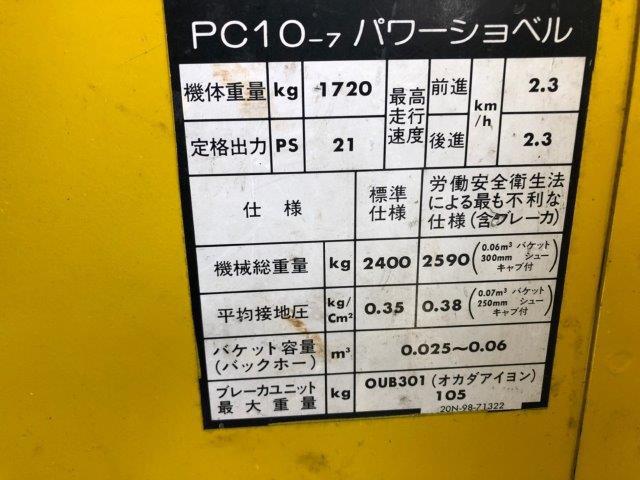 PC10-7 パワーショベル
機体重量 kg 1720 最高走行速度 前進 km/h 2.3
定格出力 PS 21 後進 2.3
仕様 標準仕様 労働安全衛生法による最も不利な仕様(含ブレーカ)
機械総重量 kg 2400 2590 (0.06m³ バケット 300mm シュー キャブ付)
平均接地圧 kg/Cm² 0.35 0.38 (0.07m³ バケット 250mm シュー キャブ付)
バケット容量(バックホー) m³ 0.025～0.06
ブレーカユニット最大重量 kg OUB301(オカダアイヨン) 105
20N-98-71322